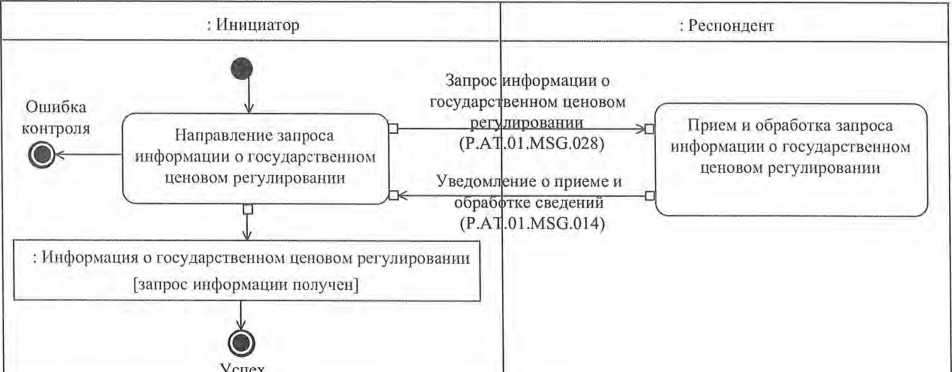 : Инициатор
: Респондент
Ошибка
контроля
Направление запроса
информации о государственном
ценовом регулировании
Запрос информации о
государственном ценовом
регулировании
(P.AT.01.MSG.028)
Прием и обработка запроса
информации о государственном
ценовом регулировании
Уведомление о приеме и
обработке сведений
(P.AT.01.MSG.014)
: Информация о государственном ценовом регулировании
[запрос информации получен]
Успех